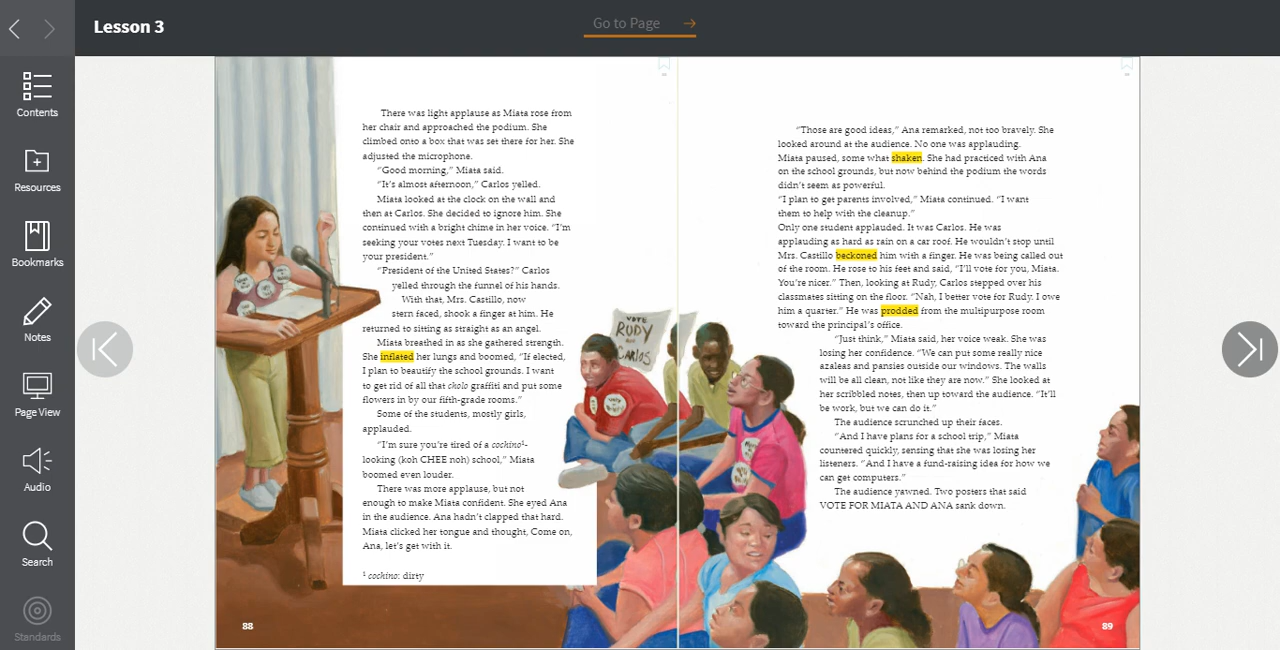 Lesson 3
Go to Page
Contents
Resources
Bookmarks
Notes
Page View
Audio
Search
Standards
There was light applause as Miata rose from
her chair and approached the podium. She
climbed onto a box that was set there for her. She
adjusted the microphone.
“Good morning,” Miata said.
“It’s almost afternoon,” Carlos yelled.
Miata looked at the clock on the wall and
then at Carlos. She decided to ignore him. She
continued with a bright chime in her voice. “I’m
seeking your votes next Tuesday. I want to be
your president.”
“President of the United States?” Carlos
yelled through the funnel of his hands.
With that, Mrs. Castillo, now
stern faced, shook a finger at him. He
returned to sitting as straight as an angel.
Miata breathed in as she gathered strength.
She inflated her lungs and boomed, “If elected,
I plan to beautify the school grounds. I want
to get rid of all that cholo graffiti and put some
flowers in by our fifth-grade rooms.”
Some of the students, mostly girls,
applauded.
“I’m sure you’re tired of a cochino¹-
looking (koh CHEE noh) school,” Miata
boomed even louder.
There was more applause, but not
enough to make Miata confident. She eyed Ana
in the audience. Ana hadn’t clapped that hard.
Miata clicked her tongue and thought, Come on,
Ana, let’s get with it.
¹ cochino: dirty
88
VOTE
RUDY
CARLOS
“Those are good ideas,” Ana remarked, not too bravely. She
looked around at the audience. No one was applauding.
Miata paused, some what shaken. She had practiced with Ana
on the school grounds, but now behind the podium the words
didn’t seem as powerful.
“I plan to get parents involved,” Miata continued. “I want
them to help with the cleanup.”
Only one student applauded. It was Carlos. He was
applauding as hard as rain on a car roof. He wouldn’t stop until
Mrs. Castillo beckoned him with a finger. He was being called out
of the room. He rose to his feet and said, “I’ll vote for you, Miata.
You’re nicer.” Then, looking at Rudy, Carlos stepped over his
classmates sitting on the floor. “Nah, I better vote for Rudy. I owe
him a quarter.” He was prodded from the multipurpose room
toward the principal’s office.
“Just think,” Miata said, her voice weak. She was
losing her confidence. “We can put some really nice
azaleas and pansies outside our windows. The walls
will be all clean, not like they are now.” She looked at
her scribbled notes, then up toward the audience. “It’ll
be work, but we can do it.”
The audience scrunched up their faces.
“And I have plans for a school trip,” Miata
countered quickly, sensing that she was losing her
listeners. “And I have a fund-raising idea for how we
can get computers.”
The audience yawned. Two posters that said
VOTE FOR MIATA AND ANA sank down.
89